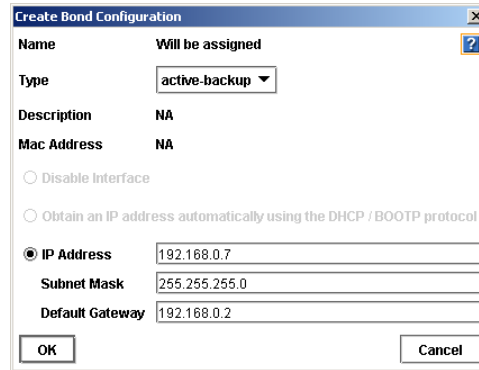 Create Bond Configuration
Name Will be assigned
?
Type active-backup
Description NA
Mac Address NA
Disable Interface
Obtain an IP address automatically using the DHCP / BOOTP protocol
IP Address 192.168.0.7
Subnet Mask 255.255.255.0
Default Gateway 192.168.0.2
OK Cancel